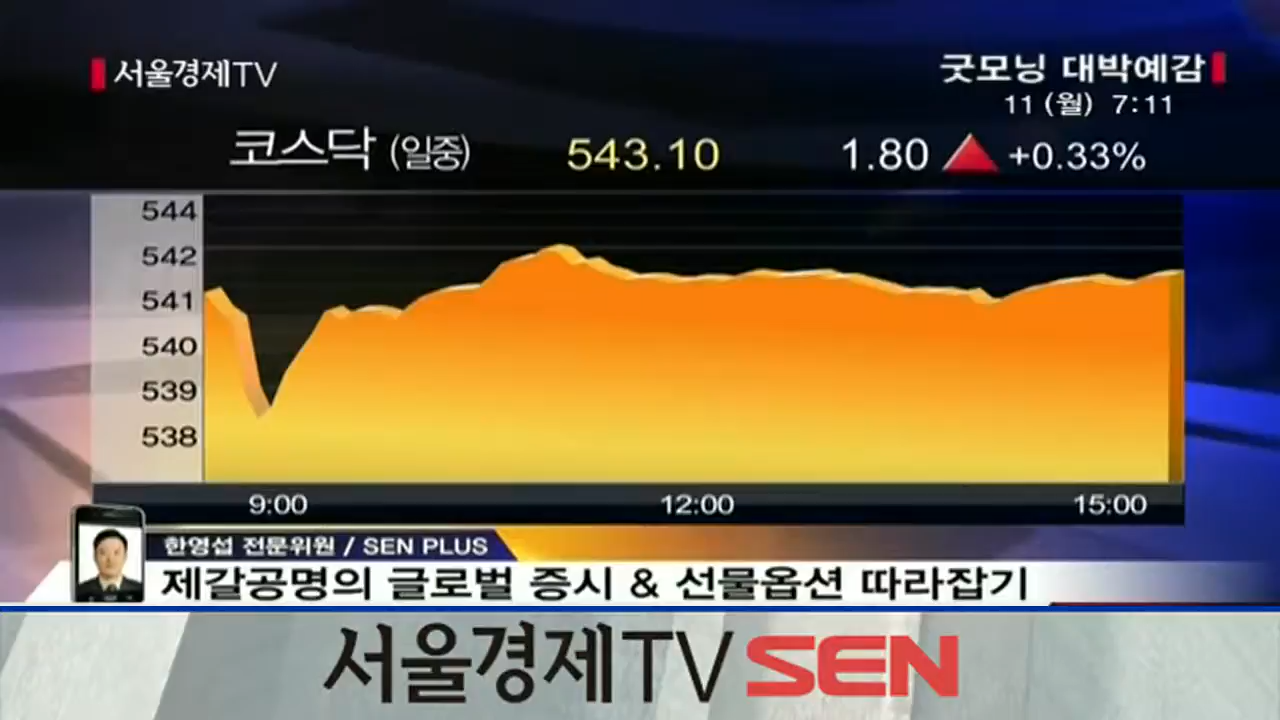 서울경제TV
굿모닝 대박예감
11 (월) 7:11
코스닥 (일중) 543.10 1.80 +0.33%
544
542
541
540
539
538
9:00 12:00 15:00
한영섭 전문위원 / SEN PLUS
제갈공명의 글로벌 증시 & 선물옵션 따라잡기
서울경제TV SEN